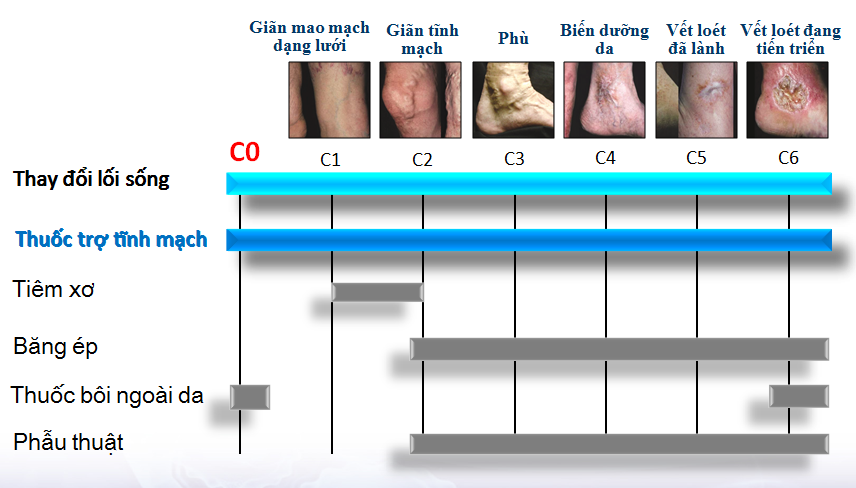 Giãn mao mạch
dạng lưới
Giãn tĩnh
mạch
Phù
Biến dưỡng
da
Vết loét
đã lành
Vết loét đang
tiến triển
C0
C1
C2
C3
C4
C5
C6
Thay đổi lối sống
Thuốc trợ tĩnh mạch
Tiêm xơ
Băng ép
Thuốc bôi ngoài da
Phẫu thuật